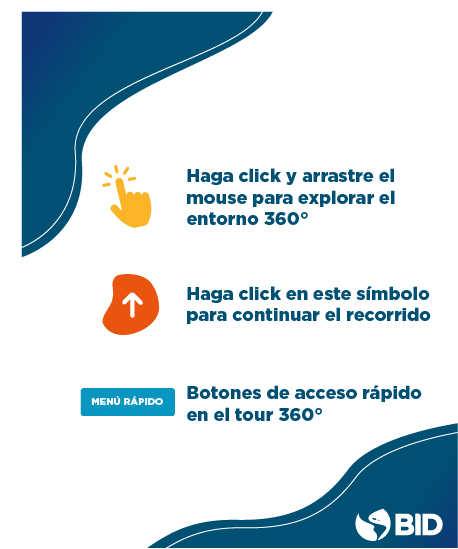 Haga click y arrastre el
mouse para explorar el
entorno 360°
Haga click en este símbolo
para continuar el recorrido
MENÚ RÁPIDO
Botones de acceso rápido
en el tour 360°
BID